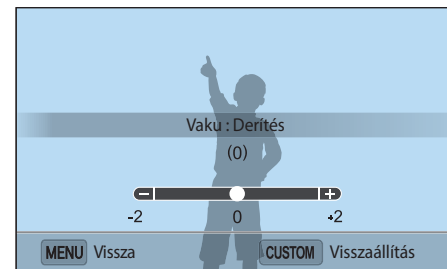 Vaku : Derítés
(0)
− +
-2 0 +2
MENU Vissza CUSTOM Visszaállítás